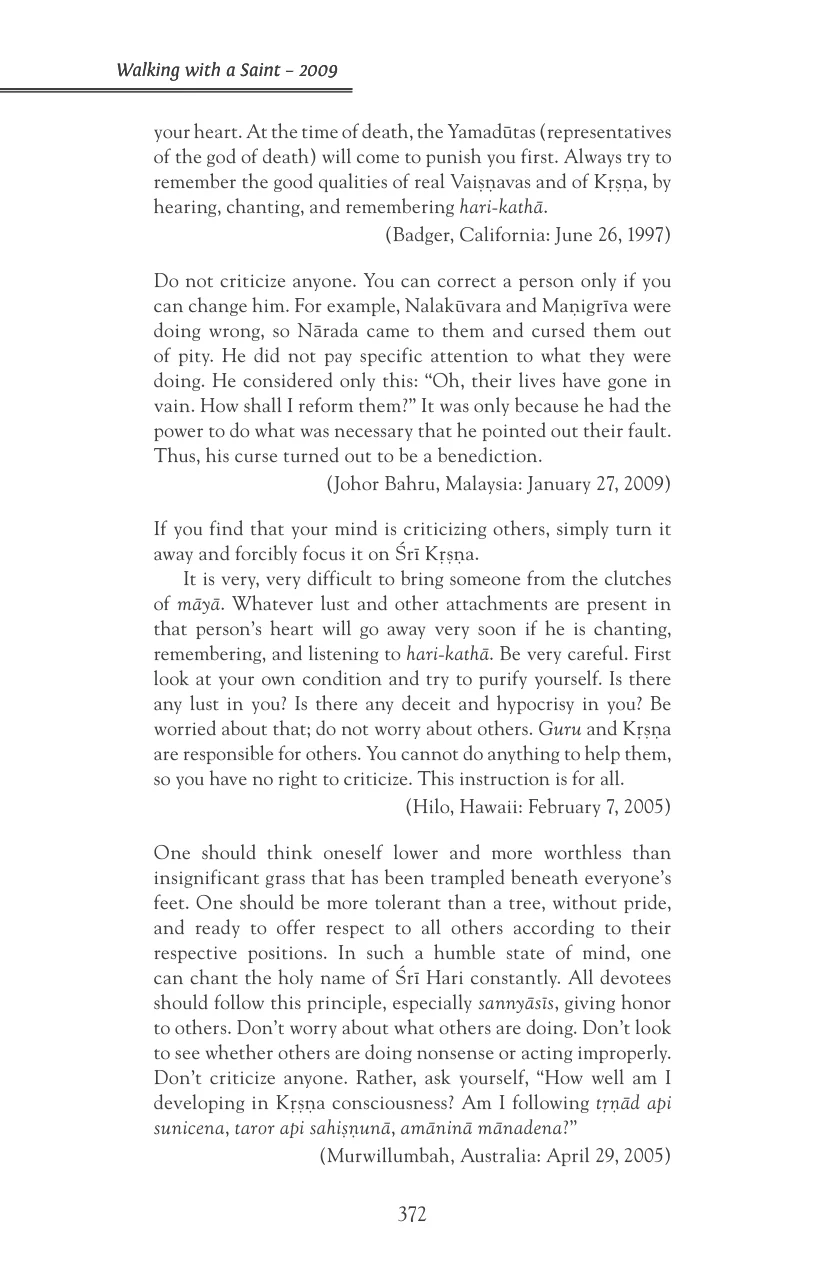 Walking with a Saint – 2009
your heart. At the time of death, the Yamadūtas (representatives
of the god of death) will come to punish you first. Always try to
remember the good qualities of real Vaiṣṇavas and of Kṛṣṇa, by
hearing, chanting, and remembering hari-kathā.
(Badger, California: June 26, 1997)
Do not criticize anyone. You can correct a person only if you
can change him. For example, Nalakūvara and Maṇigrīva were
doing wrong, so Nārada came to them and cursed them out
of pity. He did not pay specific attention to what they were
doing. He considered only this: “Oh, their lives have gone in
vain. How shall I reform them?” It was only because he had the
power to do what was necessary that he pointed out their fault.
Thus, his curse turned out to be a benediction.
(Johor Bahru, Malaysia: January 27, 2009)
If you find that your mind is criticizing others, simply turn it
away and forcibly focus it on Śrī Kṛṣṇa.
It is very, very difficult to bring someone from the clutches
of māyā. Whatever lust and other attachments are present in
that person’s heart will go away very soon if he is chanting,
remembering, and listening to hari-kathā. Be very careful. First
look at your own condition and try to purify yourself. Is there
any lust in you? Is there any deceit and hypocrisy in you? Be
worried about that; do not worry about others. Guru and Kṛṣṇa
are responsible for others. You cannot do anything to help them,
so you have no right to criticize. This instruction is for all.
(Hilo, Hawaii: February 7, 2005)
One should think oneself lower and more worthless than
insignificant grass that has been trampled beneath everyone’s
feet. One should be more tolerant than a tree, without pride,
and ready to offer respect to all others according to their
respective positions. In such a humble state of mind, one
can chant the holy name of Śrī Hari constantly. All devotees
should follow this principle, especially sannyāsīs, giving honor
to others. Don’t worry about what others are doing. Don’t look
to see whether others are doing nonsense or acting improperly.
Don’t criticize anyone. Rather, ask yourself, “How well am I
developing in Kṛṣṇa consciousness? Am I following tṛṇād api
sunicena, taror api sahiṣṇunā, amāninā mānadena?”
(Murwillumbah, Australia: April 29, 2005)
372